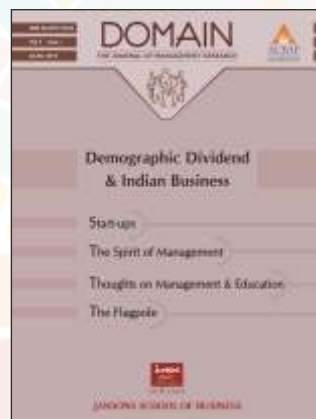 DOMAIN
THE JOURNAL OF MANAGEMENT RESEARCH
Demographic Dividend
& Indian Business
Start-ups
The Spirit of Management
Thoughts on Management & Education
The Flagpole
JANSONS SCHOOL OF BUSINESS